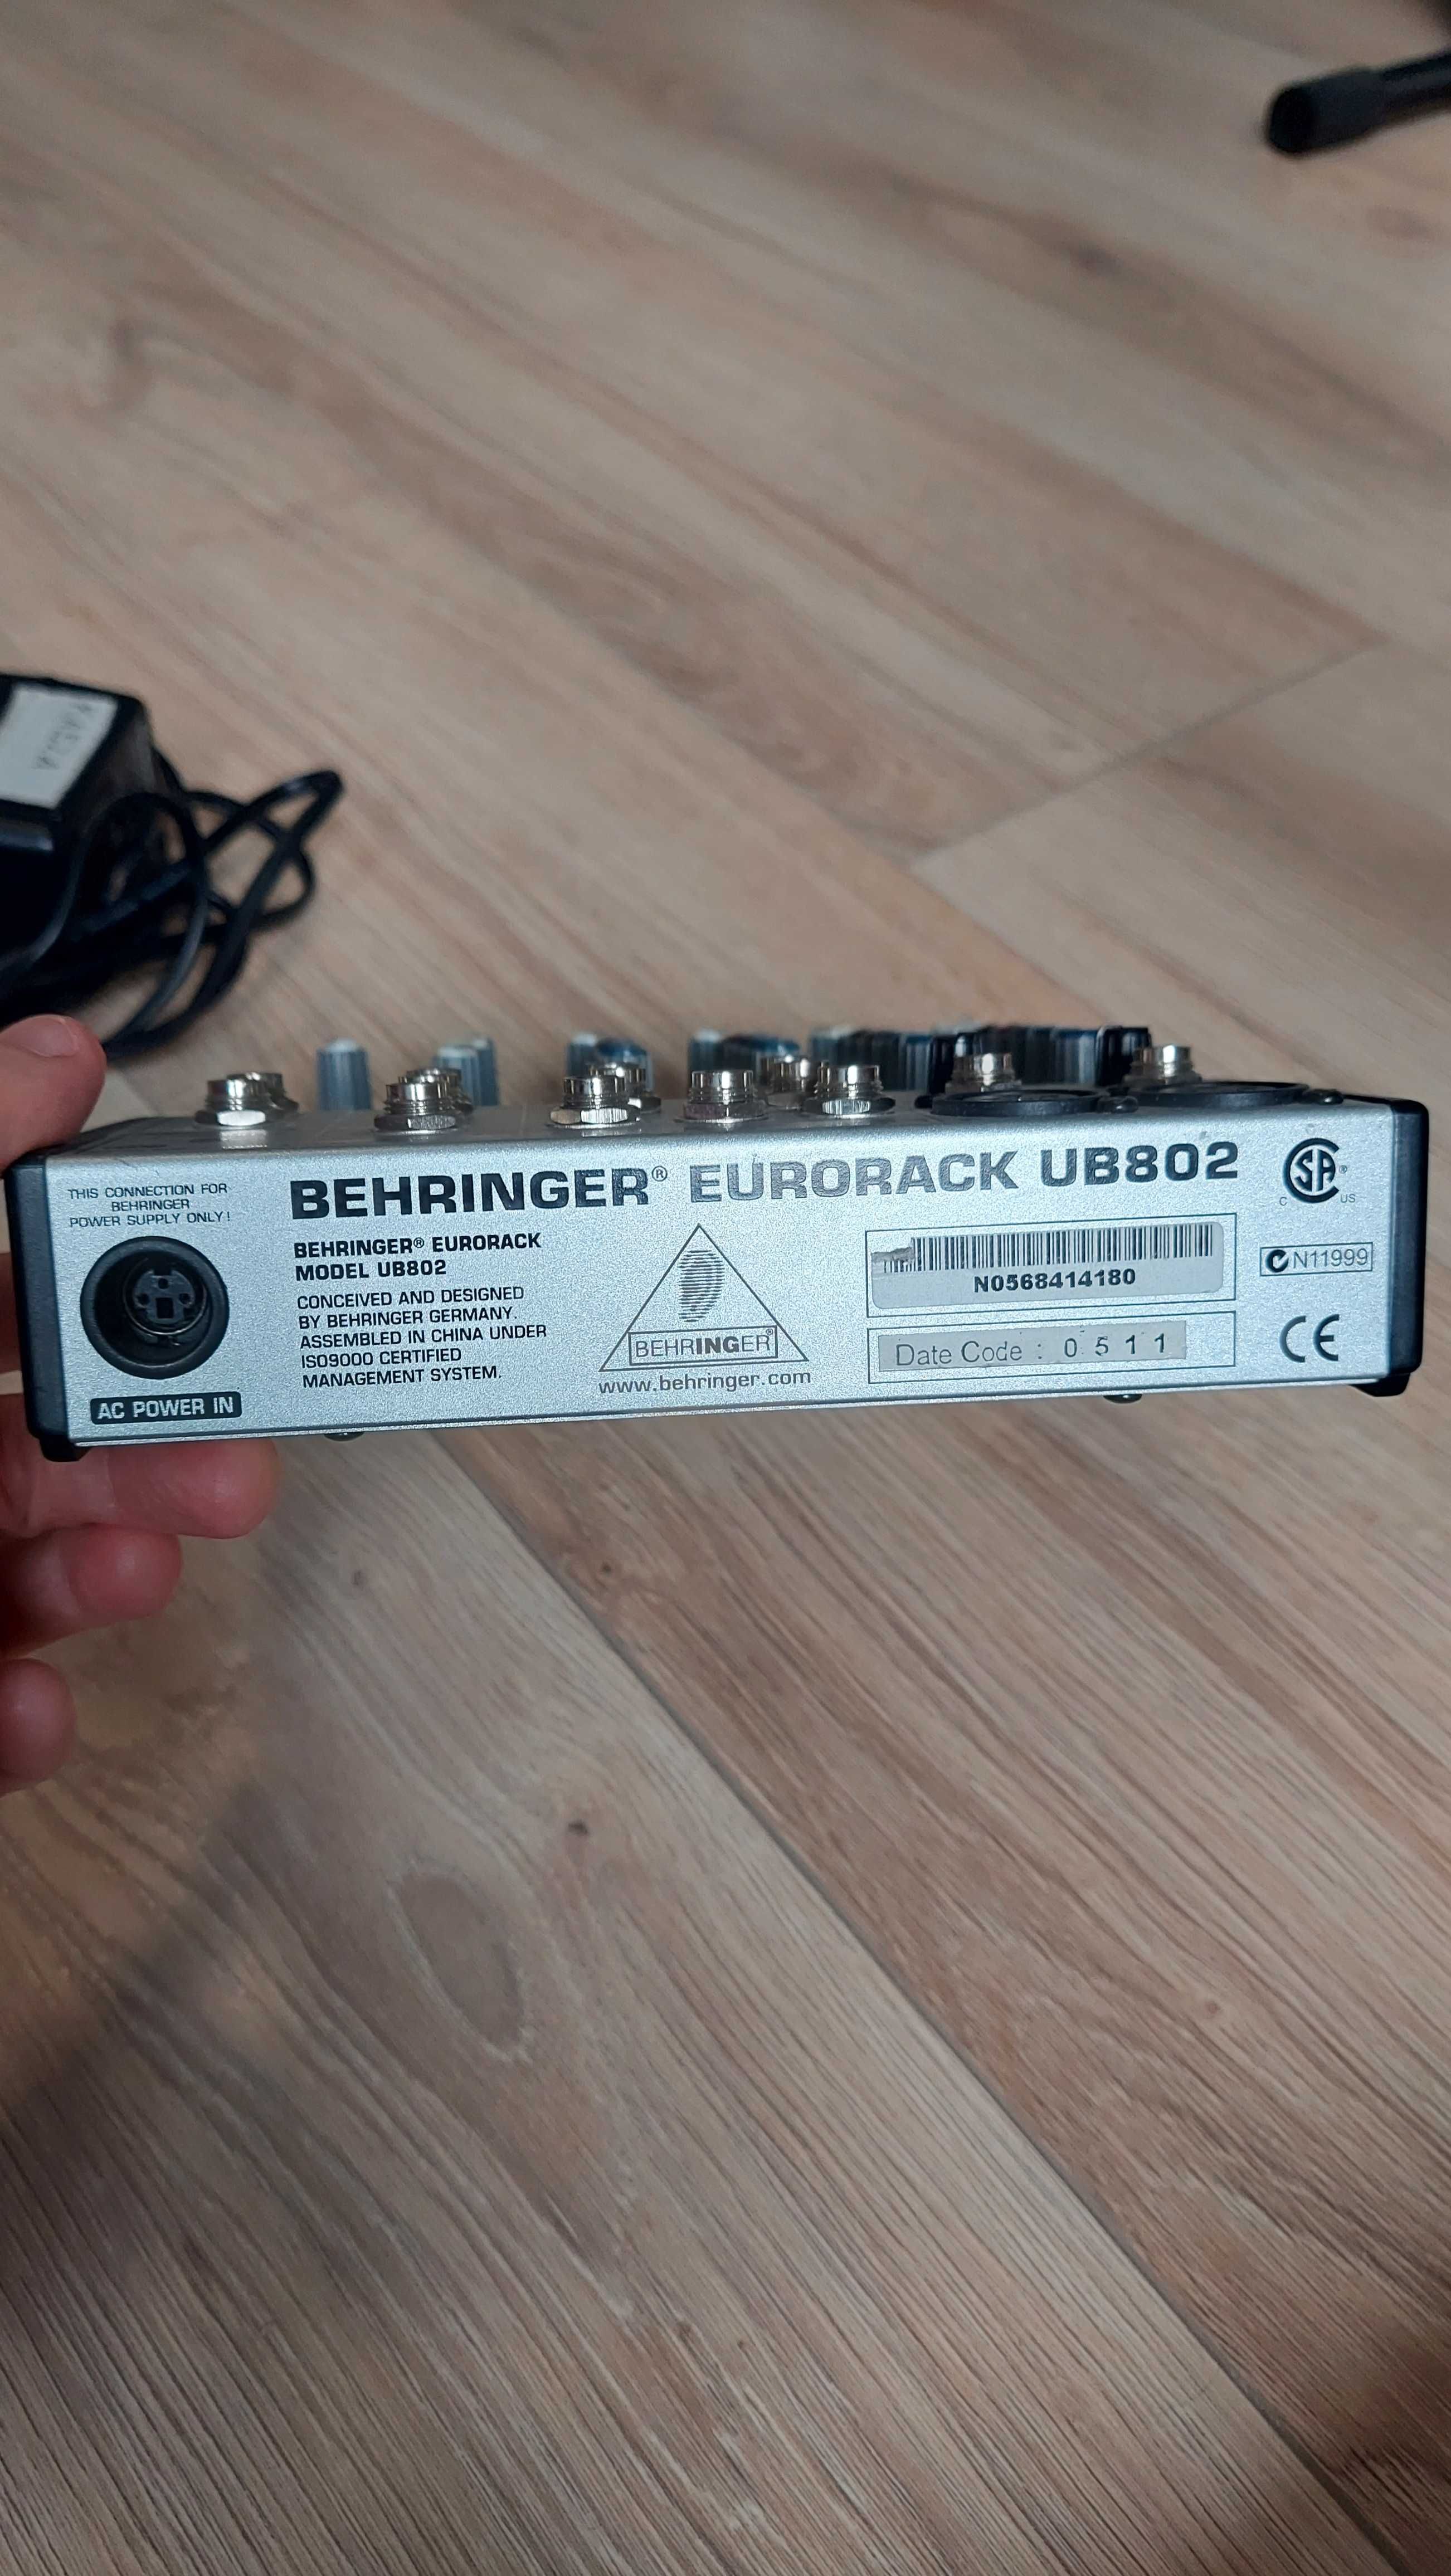 BEHRINGER® EURORACK UB802
THIS CONNECTION FOR
BEHRINGER
POWER SUPPLY ONLY!
AC POWER IN
BEHRINGER® EURORACK
MODEL UB802
CONCEIVED AND DESIGNED
BY BEHRINGER GERMANY.
ASSEMBLED IN CHINA UNDER
ISO9000 CERTIFIED
MANAGEMENT SYSTEM.
BEHRINGER®
www.behringer.com
N0568414180
Date Code : 0 5 1 1
C SA ® US
N11999
CE